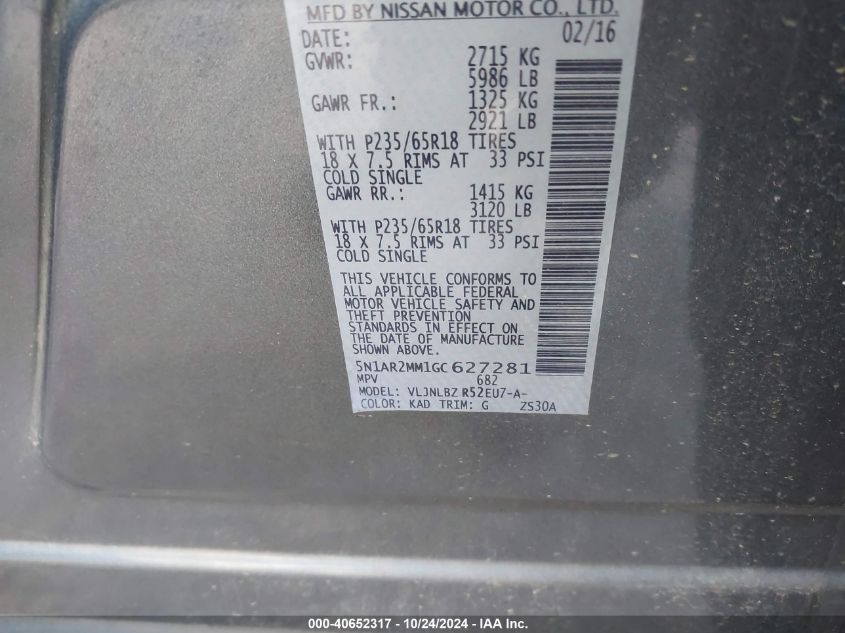 MFD BY NISSAN MOTOR CO., LTD.
DATE: 02/16
GVWR: 2715 KG
5986 LB
GAWR FR.: 1325 KG
2921 LB
WITH P235/65R18 TIRES
18 X 7.5 RIMS AT 33 PSI
COLD SINGLE
GAWR RR.: 1415 KG
3120 LB
WITH P235/65R18 TIRES
18 X 7.5 RIMS AT 33 PSI
COLD SINGLE
THIS VEHICLE CONFORMS TO
ALL APPLICABLE FEDERAL
MOTOR VEHICLE SAFETY AND
THEFT PREVENTION
STANDARDS IN EFFECT ON
THE DATE OF MANUFACTURE
SHOWN ABOVE.
5N1AR2MM1GC 627281
MPV 682
MODEL: VLJNLBZ R52EU7-A-
COLOR: KAD TRIM: G ZS30A
000-40652317 - 10/24/2024 - IAA Inc.